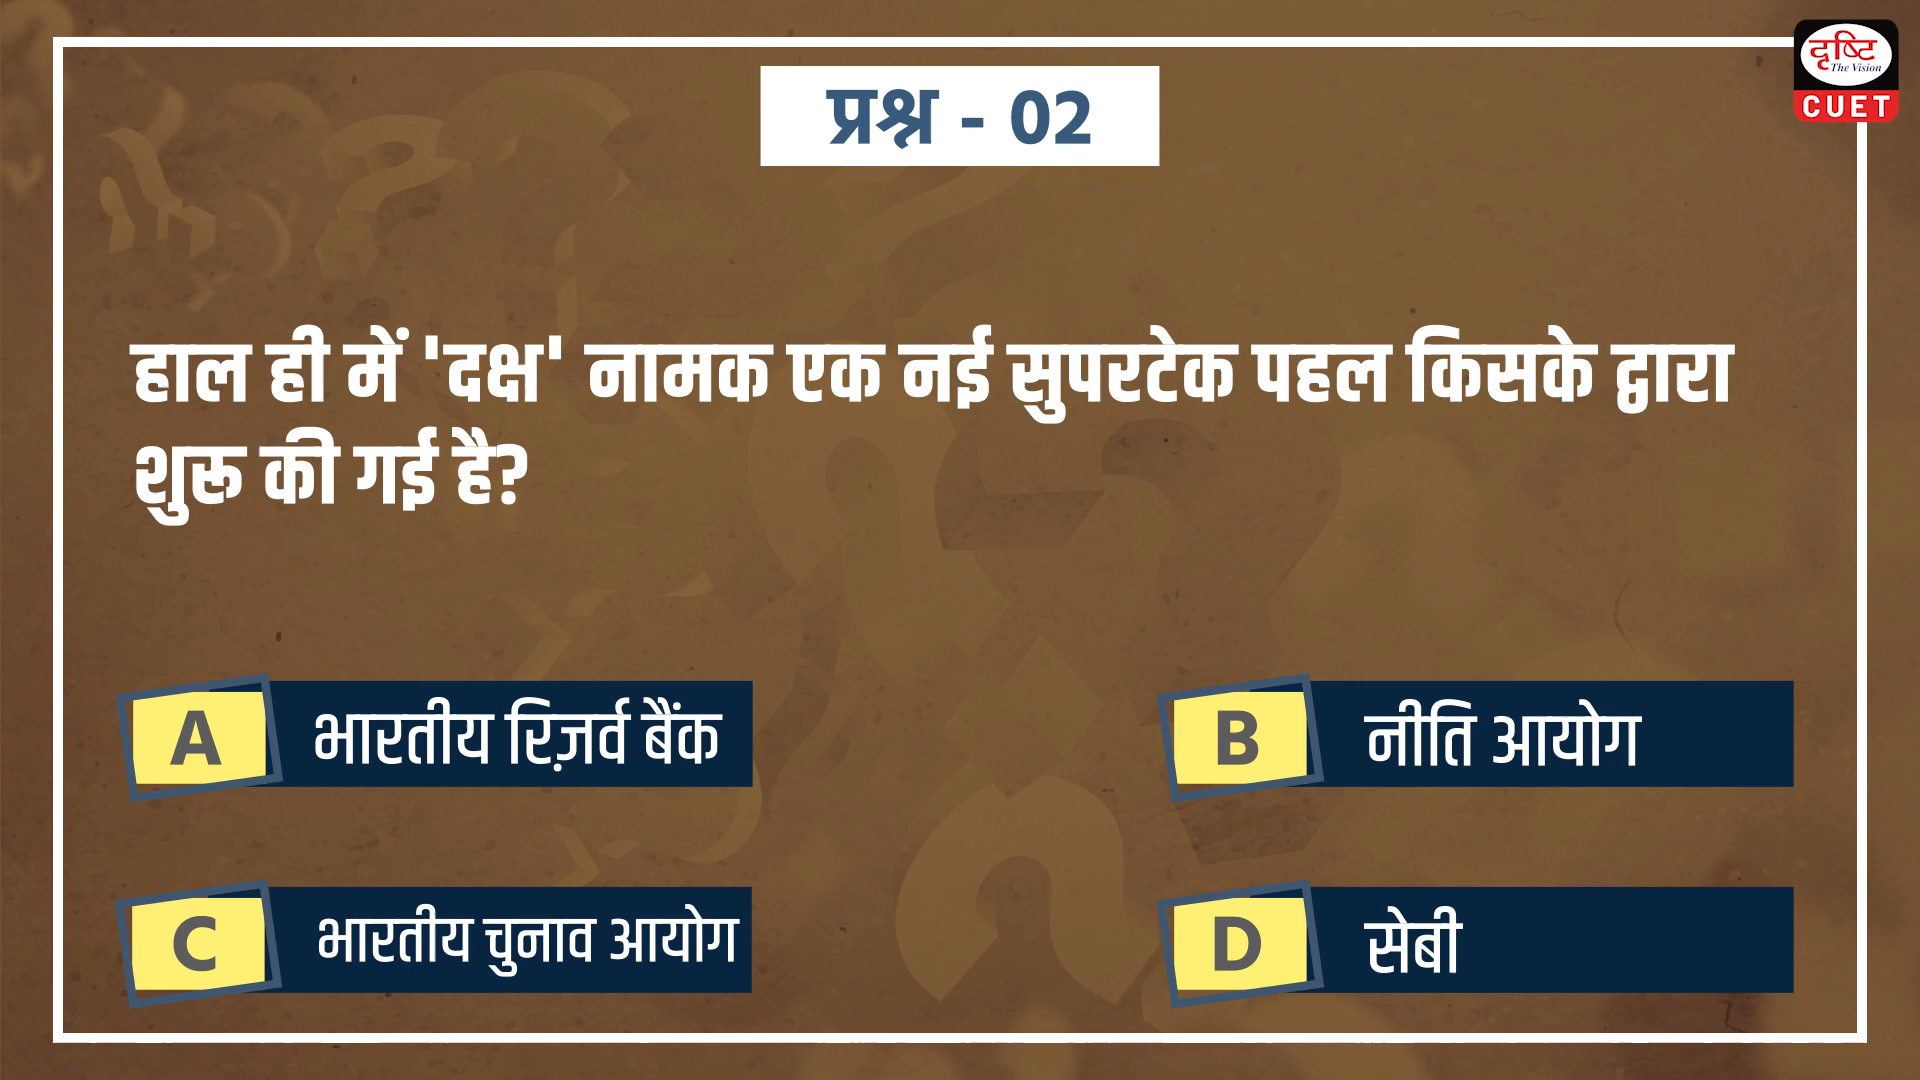 दृष्टि
The Vision
CUET
प्रश्न - 02
हाल ही में 'दक्ष' नामक एक नई सुपरटेक पहल किसके द्वारा
शुरू की गई है?
A भारतीय रिज़र्व बैंक
B नीति आयोग
C भारतीय चुनाव आयोग
D सेबी